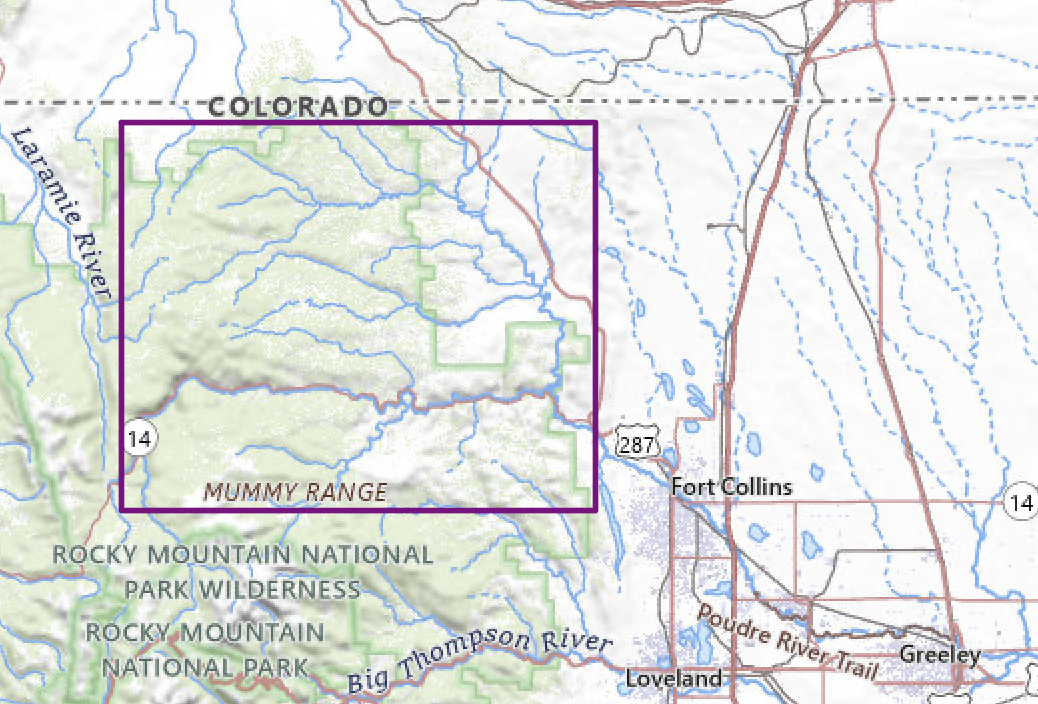 COLORADO
Laramie River
14
287
MUMMY RANGE
Fort Collins
14
ROCKY MOUNTAIN NATIONAL
PARK WILDERNESS
ROCKY MOUNTAIN
NATIONAL PARK
Big Thompson River
Poudre River Trail
Greeley
Loveland